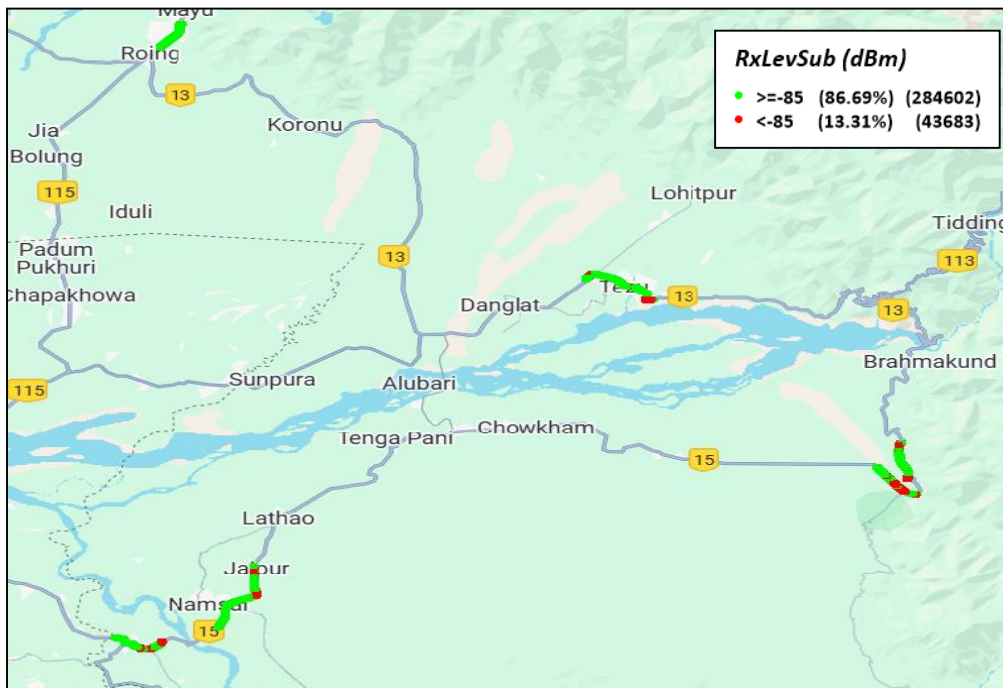 Mayu
Roing
13
Koronu
Jia
Bolung
115
Iduli
Padum
Pukhuri
Chapakhowa
RxLevSub (dBm)
>=-85 (86.69%) (284602)
<-85 (13.31%) (43683)
Lohitpur
Tidding
13
113
Tezu
13
Danglat
13
Brahmakund
Sunpura
Alubari
115
Chowkham
Tenga Pani
15
Lathao
Jaipur
Namsai
15